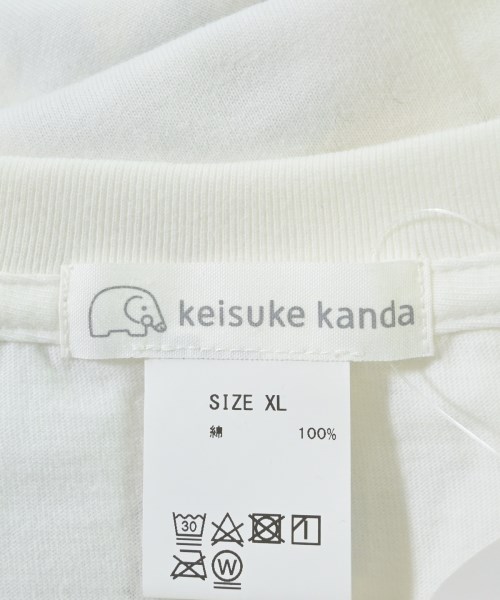 keisuke kanda
SIZE XL
綿 100%
30
W